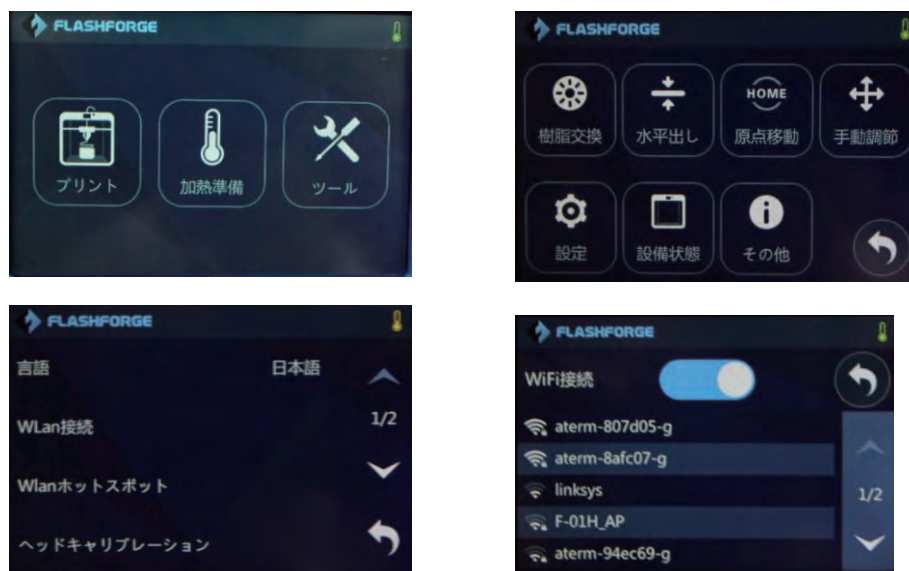 FLASHFORGE
プリント 加熱準備 ツール
FLASHFORGE
樹脂交換 水平出し HOME 原点移動 手動調節
設定 設備状態 その他
FLASHFORGE
言語 日本語
WLan接続 1/2
Wlanホットスポット
ヘッドキャリブレーション
FLASHFORGE
WiFi接続
aterm-807d05-g
aterm-8afc07-g
linksys 1/2
F-01H_AP
aterm-94ec69-g